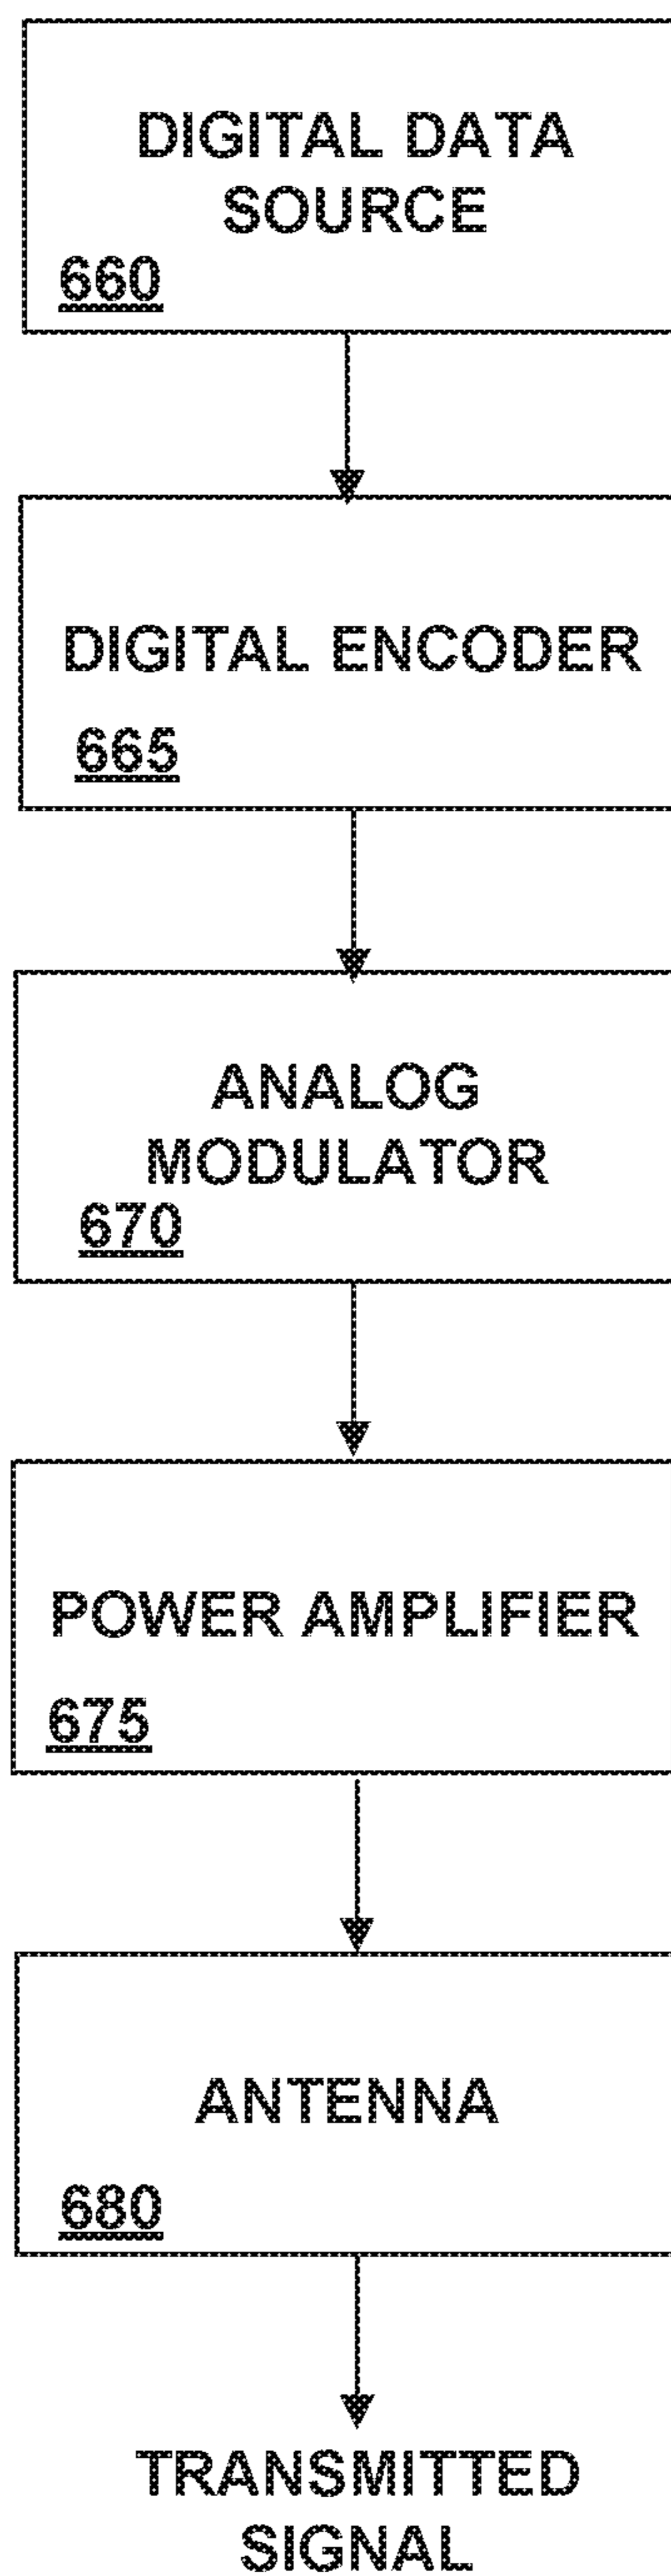 DIGITAL DATA
SOURCE
660
DIGITAL ENCODER
665
ANALOG
MODULATOR
670
POWER AMPLIFIER
675
ANTENNA
680
TRANSMITTED
SIGNAL